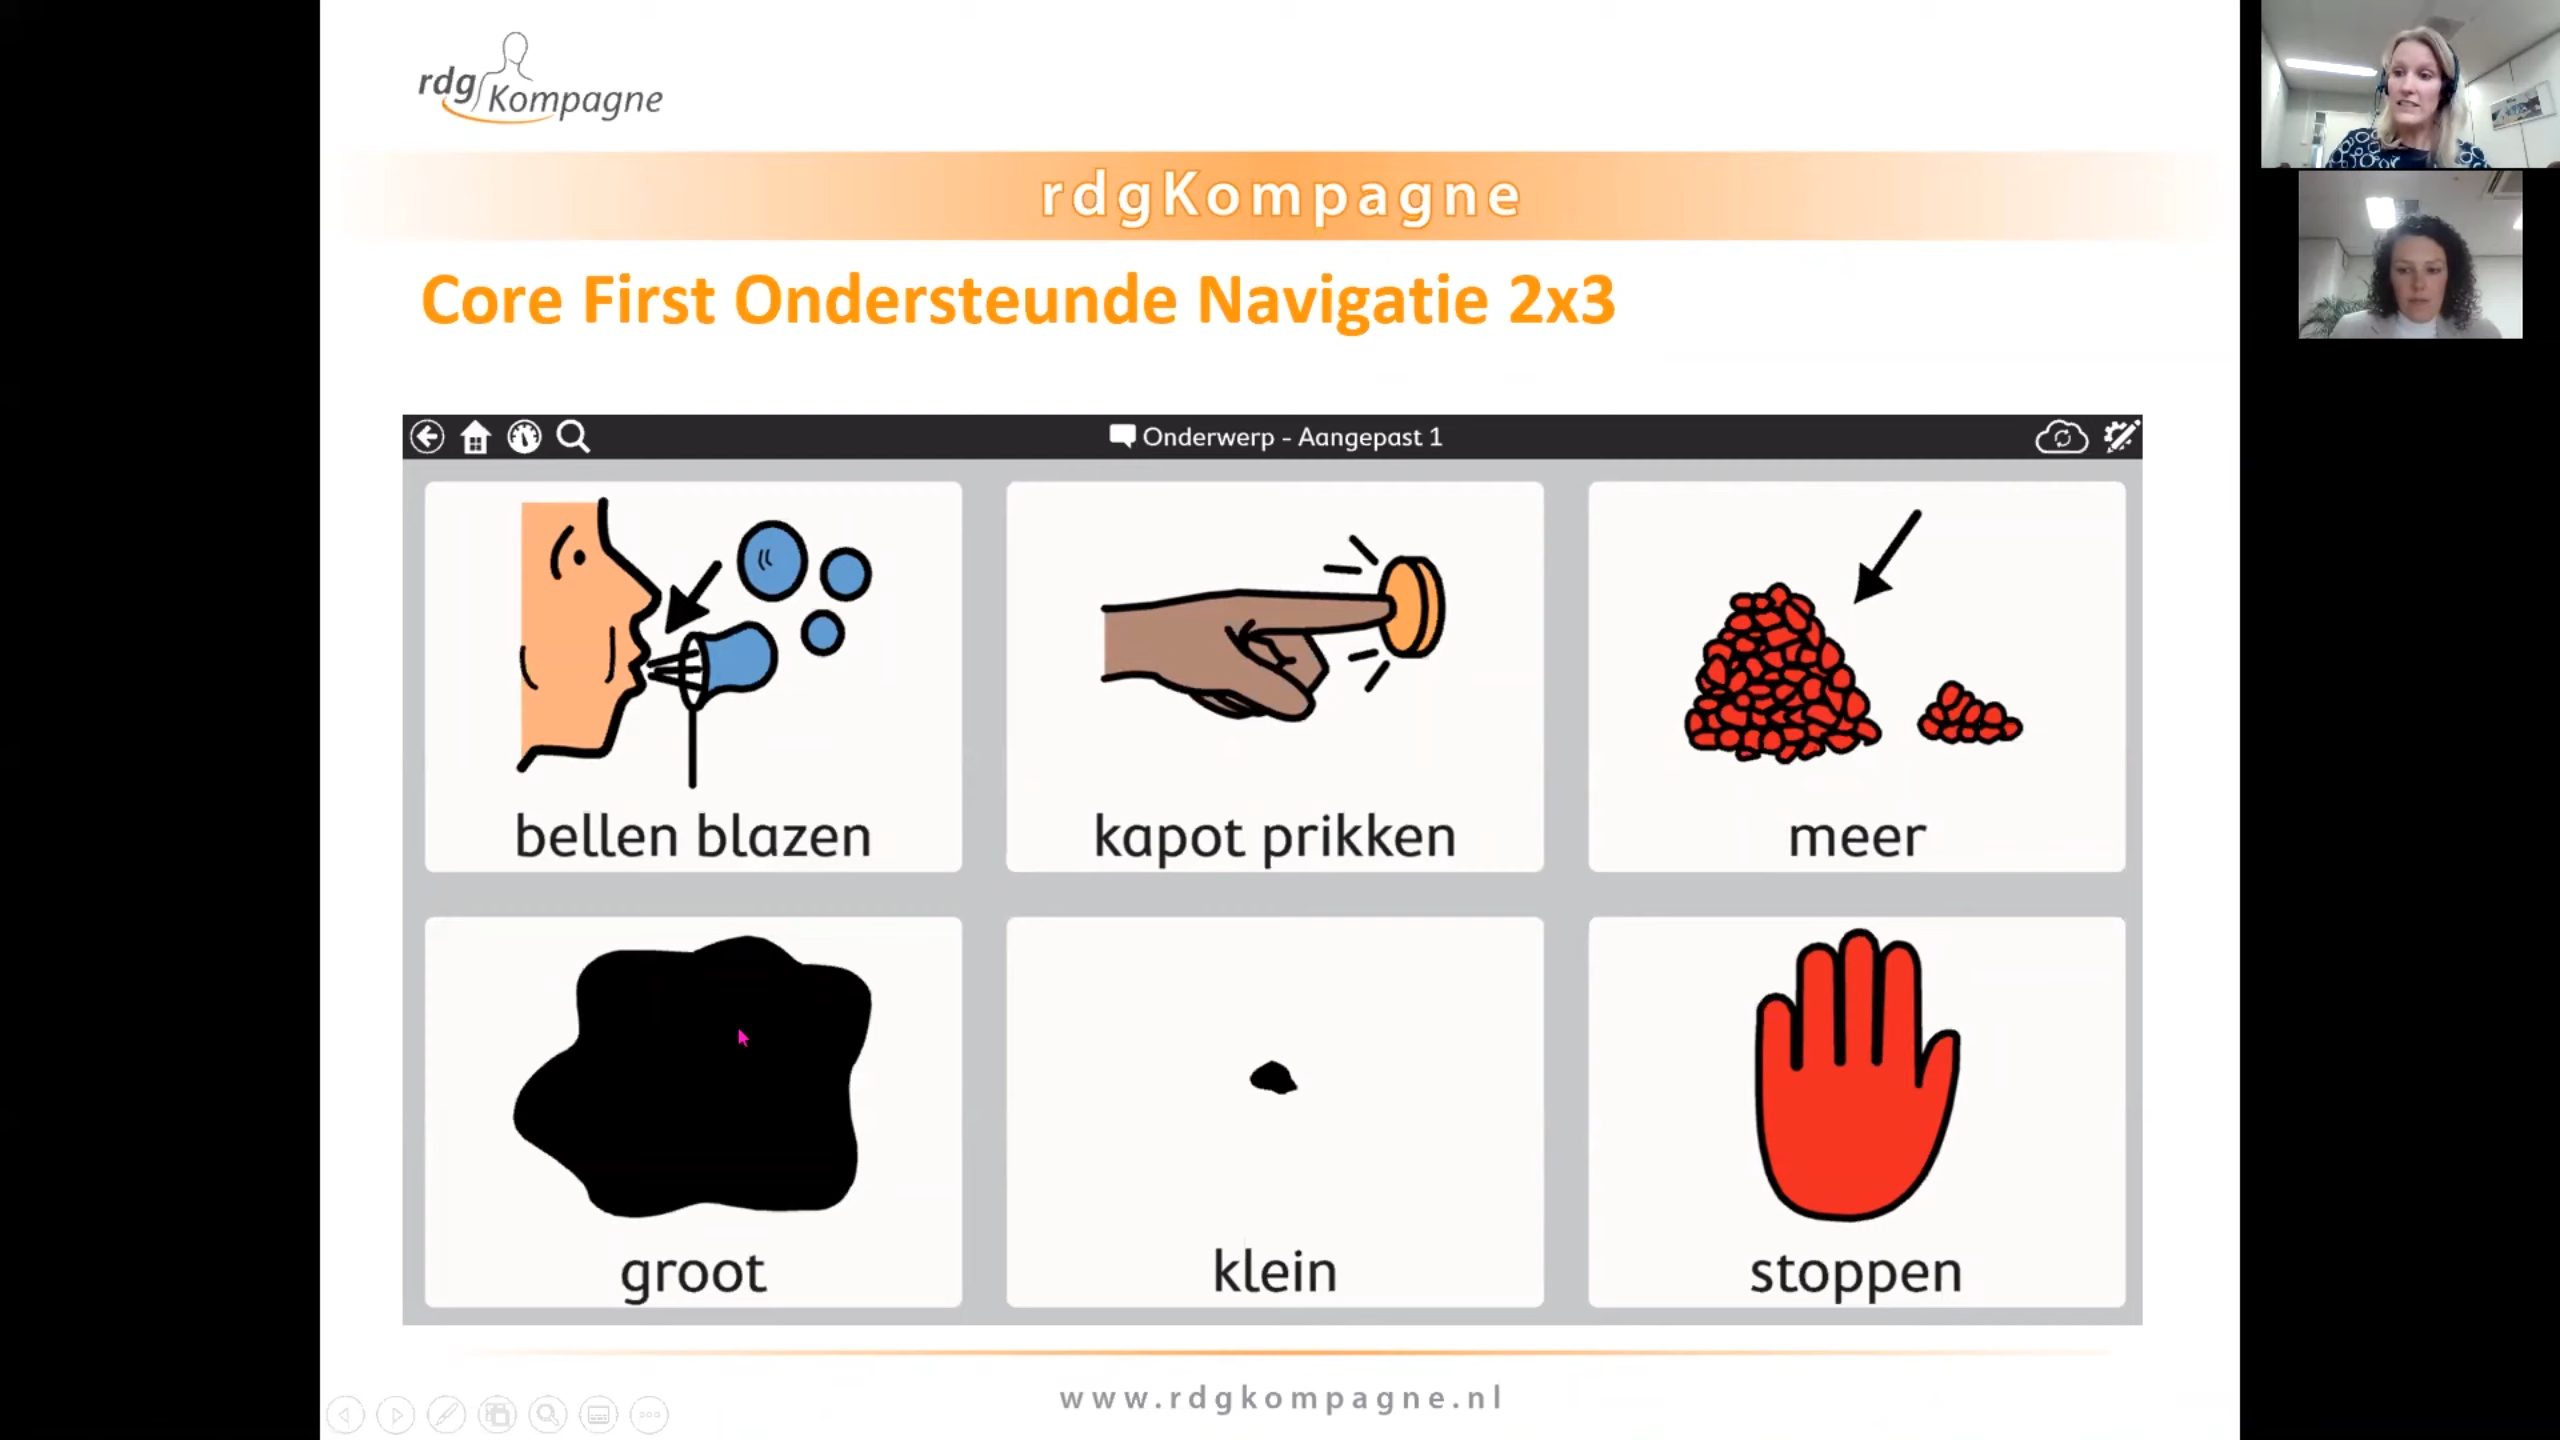 rdg Kompagne
rdgKompagne
Core First Ondersteunde Navigatie 2x3
Onderwerp - Aangepast 1
bellen blazen
kapot prikken
meer
groot
klein
stoppen
www.rdgkompagne.nl